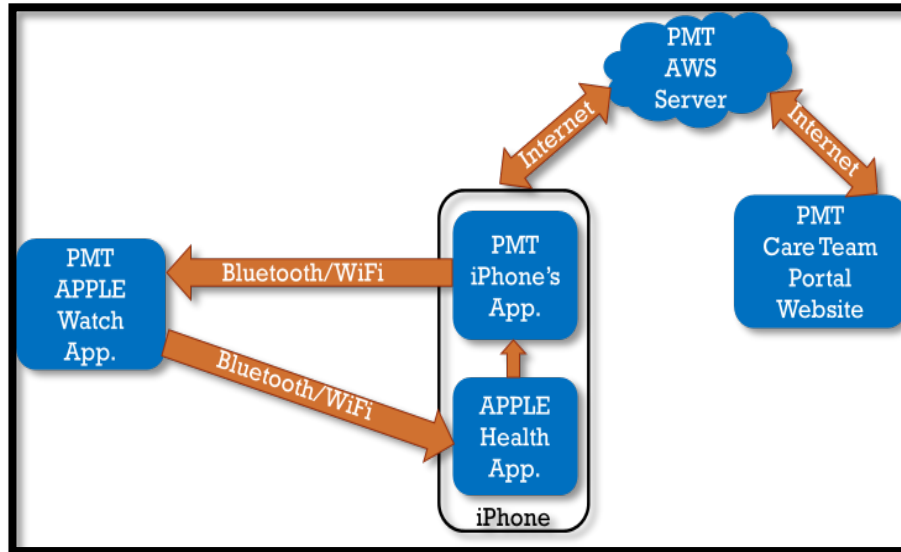 PMT
AWS
Server
Internet
Internet
PMT
APPLE
Watch
App.
Bluetooth/WiFi
Bluetooth/WiFi
PMT
iPhone's
App.
APPLE
Health
App.
iPhone
PMT
Care Team
Portal
Website